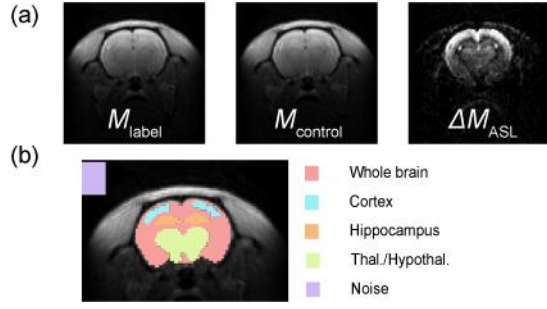 (a)
Mlabel
Mcontrol
ΔMASL
(b)
Whole brain
Cortex
Hippocampus
Thal./Hypothal.
Noise